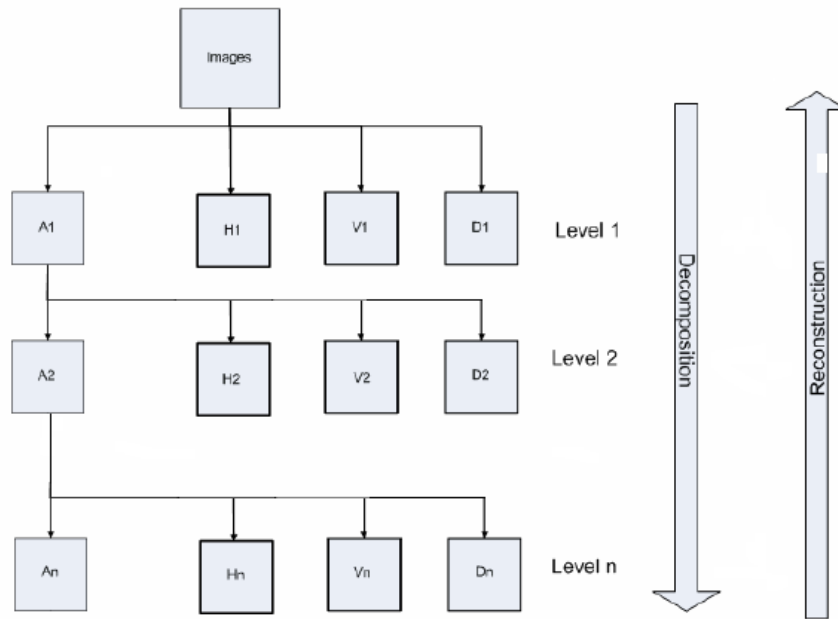 Images
A1
H1
V1
D1
Level 1
A2
H2
V2
D2
Level 2
An
Hn
Vn
Dn
Level n
Decomposition
Reconstruction